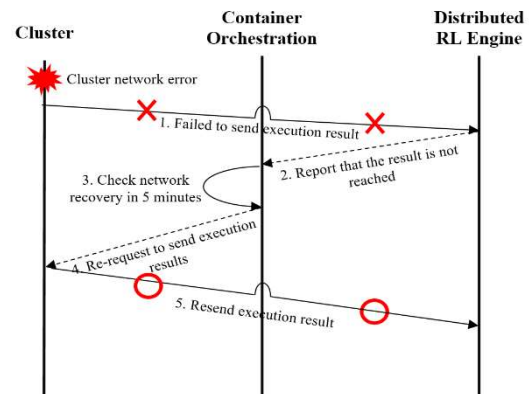 Cluster
Container
Orchestration
Distributed
RL Engine
Cluster network error
1. Failed to send execution result
2. Report that the result is not
reached
3. Check network
recovery in 5 minutes
4. Re-request to send execution
results
5. Resend execution result